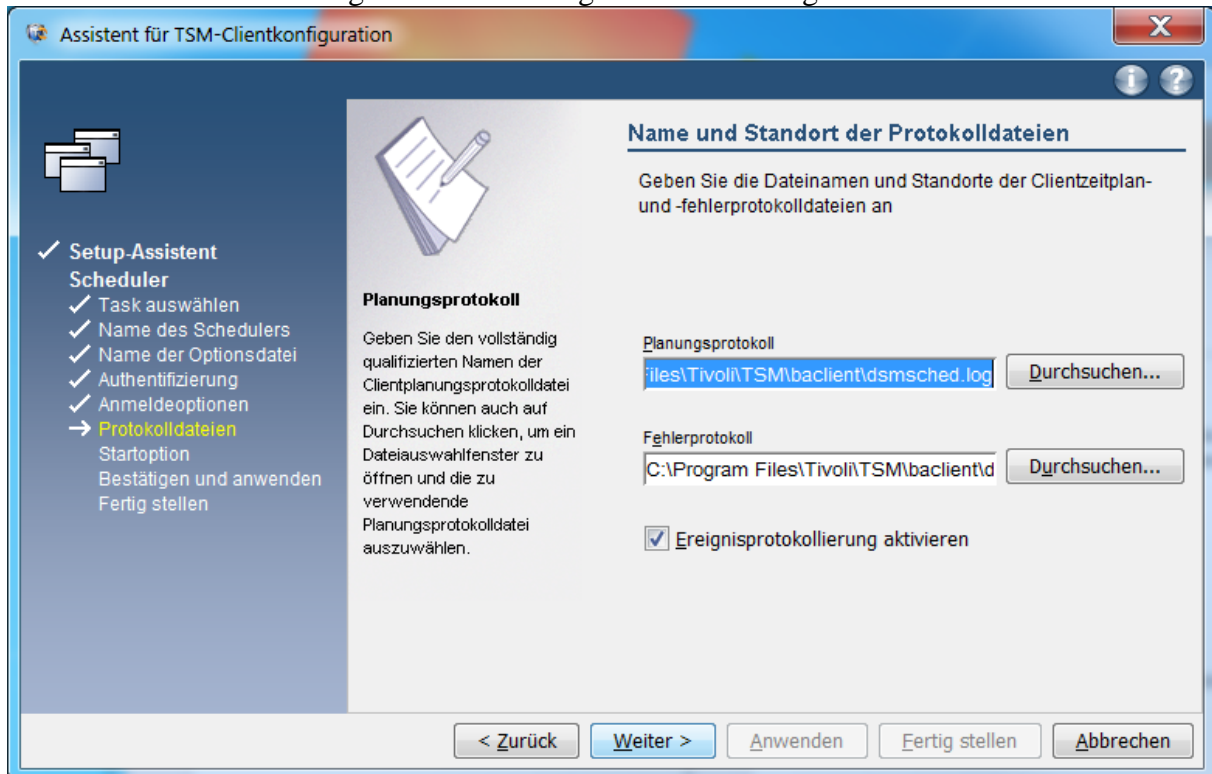 Assistent für TSM-Clientkonfiguration
Setup-Assistent
Scheduler
Task auswählen
Name des Schedulers
Name der Optionsdatei
Authentifizierung
Anmeldeoptionen
Protokolldateien
Startoption
Bestätigen und anwenden
Fertig stellen
Planungsprotokoll
Geben Sie den vollständig
qualifizierten Namen der
Clientplanungsprotokolldatei
ein. Sie können auch auf
Durchsuchen klicken, um ein
Dateiauswahlfenster zu
öffnen und die zu
verwendende
Planungsprotokolldatei
auszuwählen.
Name und Standort der Protokolldateien
Geben Sie die Dateinamen und Standorte der Clientzeitplan-
und -fehlerprotokolldateien an
Planungsprotokoll
iles\Tivoli\TSM\baclient\dsmsched.log Durchsuchen...
Fehlerprotokoll
C:\Program Files\Tivoli\TSM\baclient\d Durchsuchen...
Ereignisprotokollierung aktivieren
< Zurück Weiter > Anwenden Fertig stellen Abbrechen